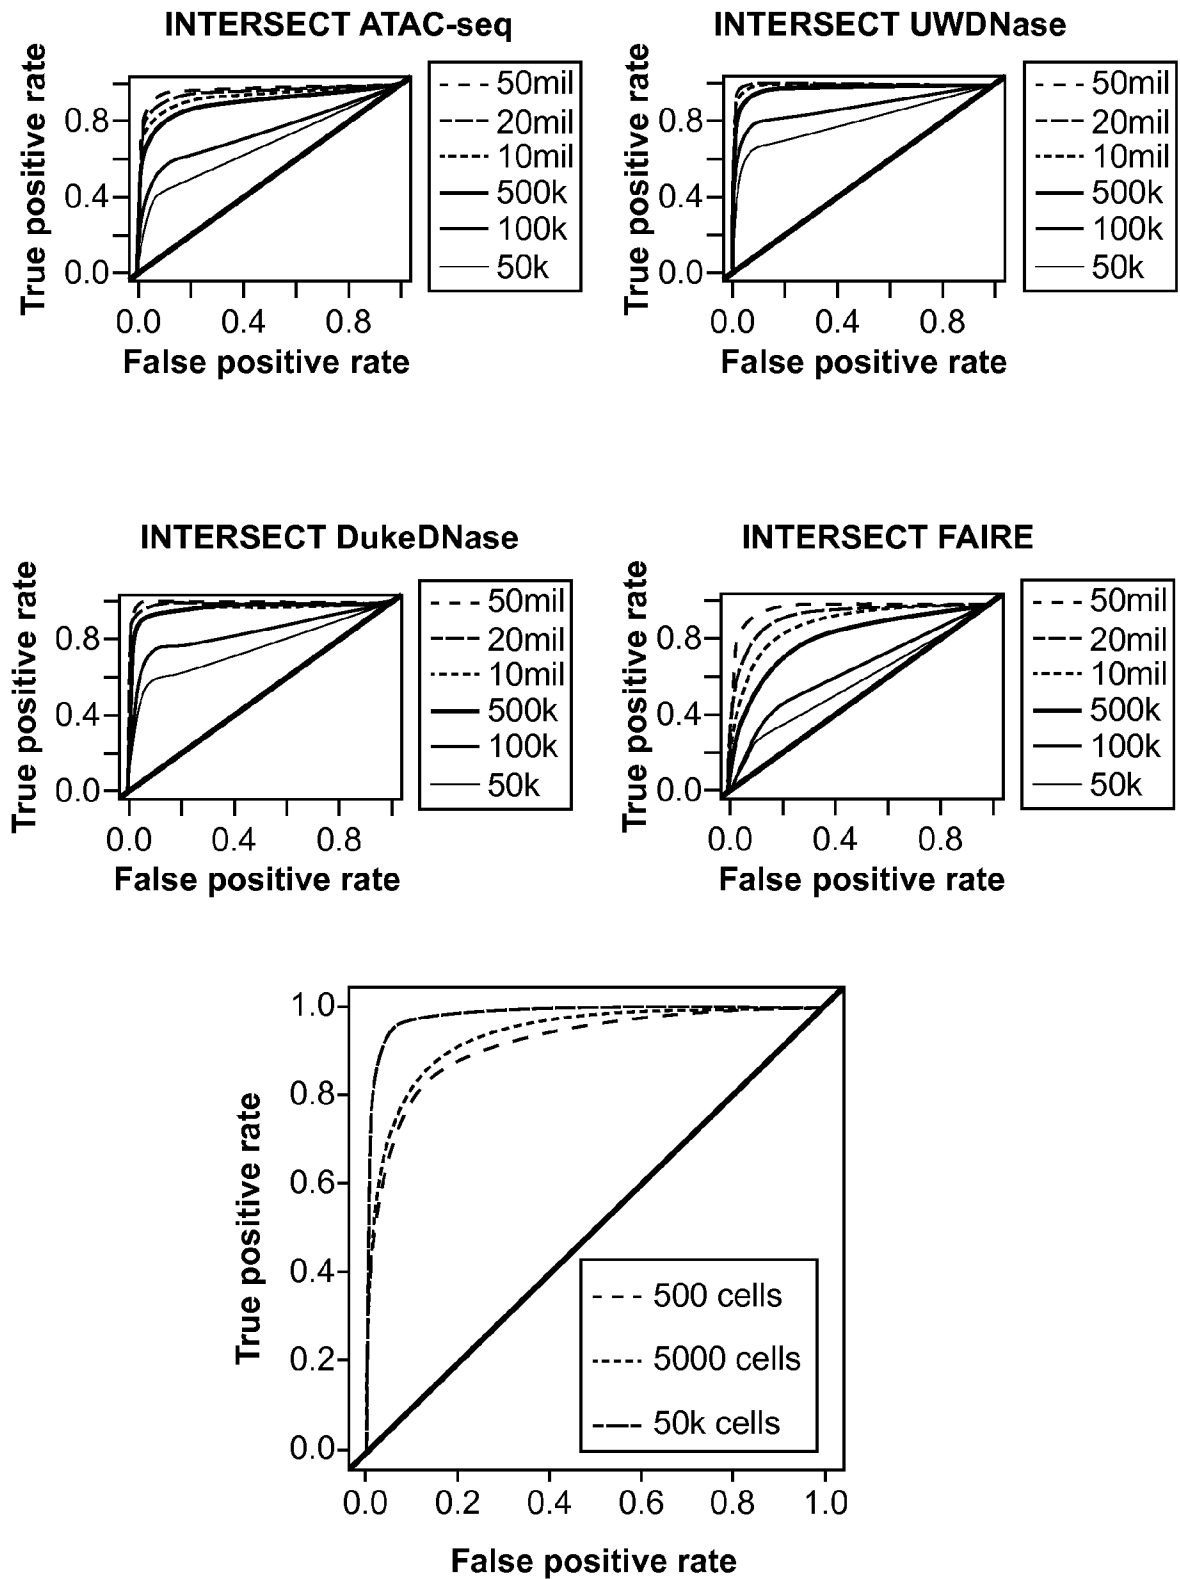 INTERSECT ATAC-seq
True positive rate
0.8
0.4
0.0
0.0 0.4 0.8
False positive rate
50mil
20mil
10mil
500k
100k
50k
INTERSECT UWDNase
True positive rate
0.8
0.4
0.0
0.0 0.4 0.8
False positive rate
50mil
20mil
10mil
500k
100k
50k
INTERSECT DukeDNase
True positive rate
0.8
0.4
0.0
0.0 0.4 0.8
False positive rate
50mil
20mil
10mil
500k
100k
50k
INTERSECT FAIRE
True positive rate
0.8
0.4
0.0
0.0 0.4 0.8
False positive rate
50mil
20mil
10mil
500k
100k
50k
True positive rate
1.0
0.8
0.6
0.4
0.2
0.0
500 cells
5000 cells
50k cells
0.0 0.2 0.4 0.6 0.8 1.0
False positive rate